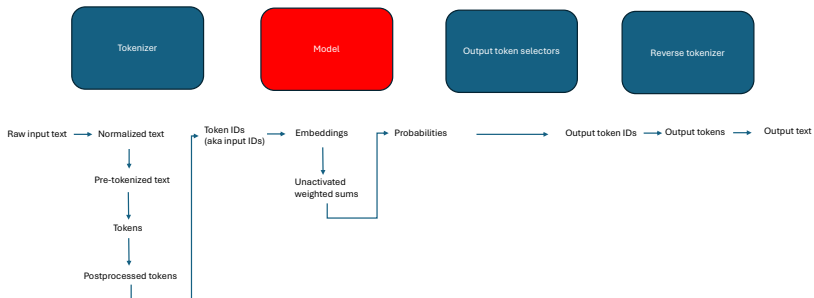 Tokenizer
Model
Output token selectors
Reverse tokenizer
Raw input text
Normalized text
Token IDs
(aka input IDs)
Embeddings
Probabilities
Output token IDs
Output tokens
Output text
Pre-tokenized text
Unactivated
weighted sums
Tokens
Postprocessed tokens